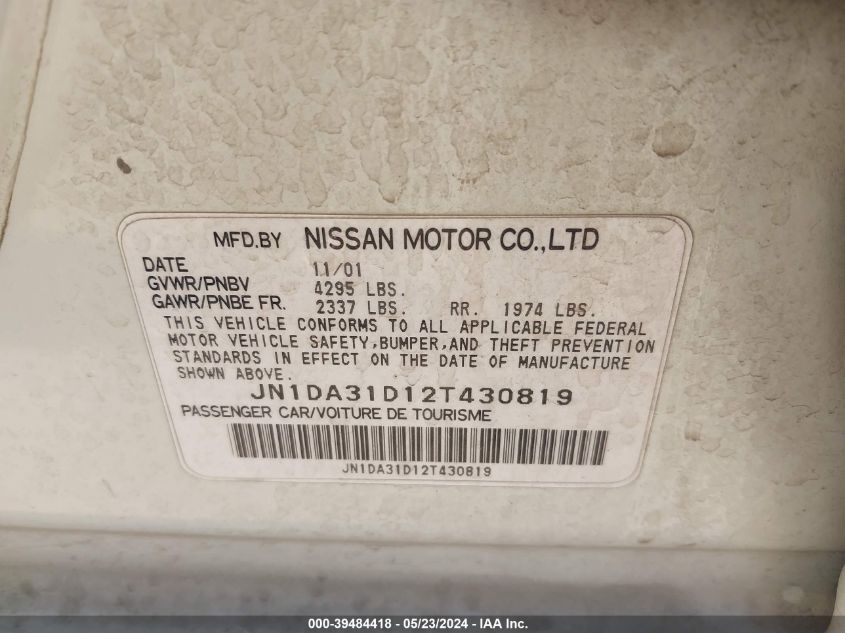 MFD.BY NISSAN MOTOR CO.,LTD
DATE 11/01
GVWR/PNBV 4295 LBS.
GAWR/PNBE FR. 2337 LBS. RR. 1974 LBS.
THIS VEHICLE CONFORMS TO ALL APPLICABLE FEDERAL
MOTOR VEHICLE SAFETY,BUMPER,AND THEFT PREVENTION
STANDARDS IN EFFECT ON THE DATE OF MANUFACTURE
SHOWN ABOVE.
JN1DA31D12T430819
PASSENGER CAR/VOITURE DE TOURISME
JN1DA31D12T430819
000-39484418 - 05/23/2024 - IAA Inc.